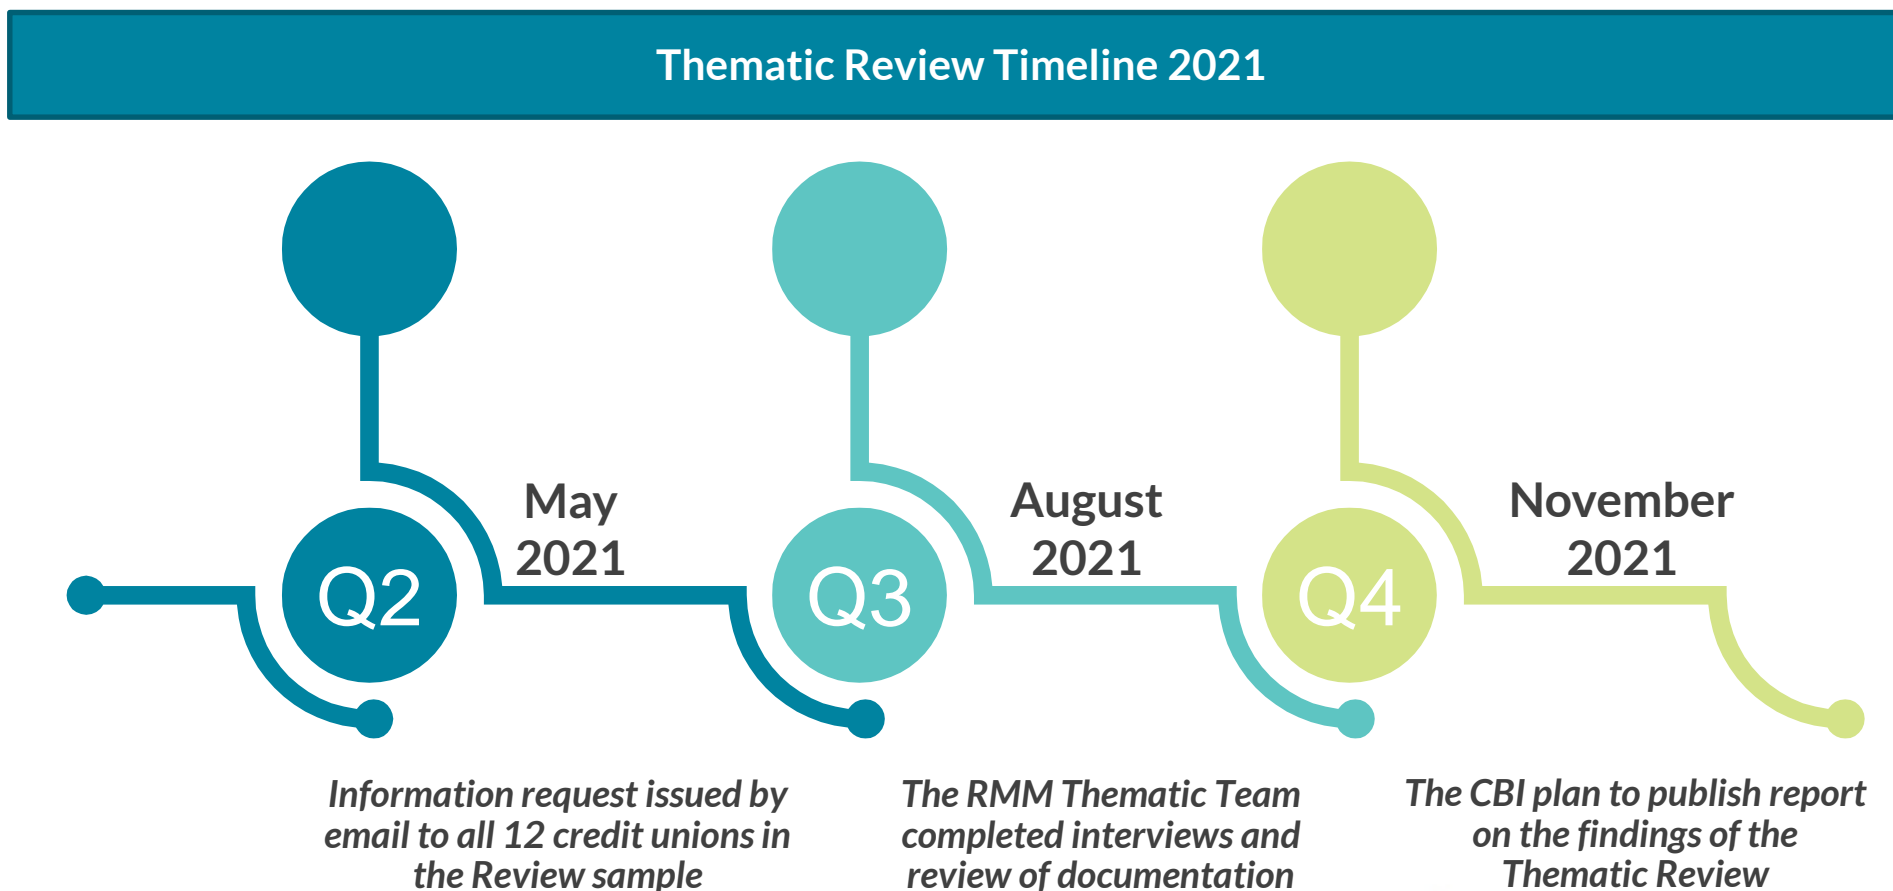 Thematic Review Timeline 2021
May
2021
August
2021
November
2021
Q2
Q3
Q4
Information request issued by
email to all 12 credit unions in
the Review sample
The RMM Thematic Team
completed interviews and
review of documentation
The CBI plan to publish report
on the findings of the
Thematic Review